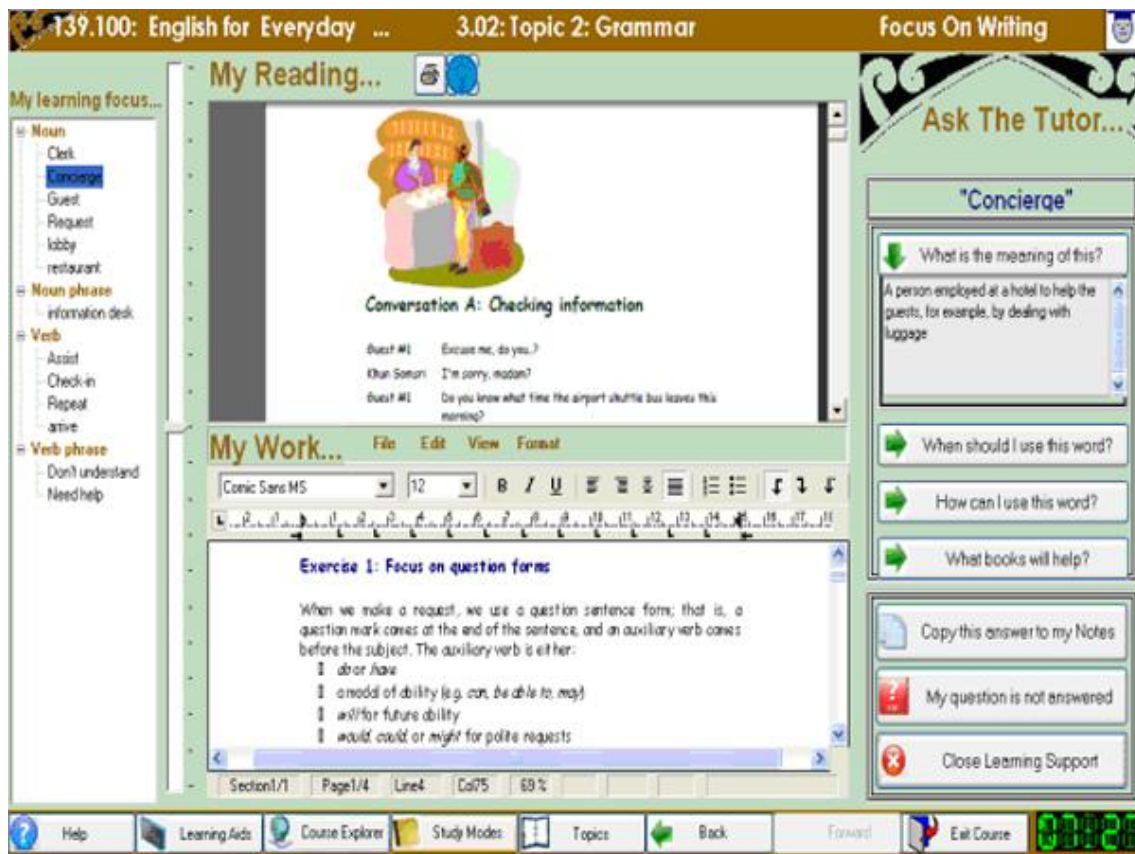 139.100: English for Everyday ...
3.02: Topic 2: Grammar
Focus On Writing
My learning focus...
Noun
Clerk
Concierge
Guest
Request
lobby
restaurant
Noun phrase
information desk
Verb
Assist
Check-in
Repeat
arrive
Verb phrase
Don't understand
Need help
My Reading...
Conversation A: Checking information
Guest #1 Excuse me, do you..?
Khun Somsri I'm sorry, madam?
Guest #1 Do you know what time the airport shuttle bus leaves this
morning?
My Work...
File Edit View Format
Comic Sans MS 12 B I U
Exercise 1: Focus on question forms
When we make a request, we use a question sentence form; that is, a
question mark comes at the end of the sentence, and an auxiliary verb comes
before the subject. The auxiliary verb is either:
do or have
a modal of ability (e.g. can, be able to, may)
will for future ability
would, could, or might for polite requests
Section1/1 Page1/4 Line4 Col75 69 %
Ask The Tutor...
"Concierge"
What is the meaning of this?
A person employed at a hotel to help the
guests, for example, by dealing with
luggage
When should I use this word?
How can I use this word?
What books will help?
Copy this answer to my Notes
My question is not answered
Close Learning Support
Help
Learning Aids
Course Explorer
Study Modes
Topics
Back
Forward
Exit Course